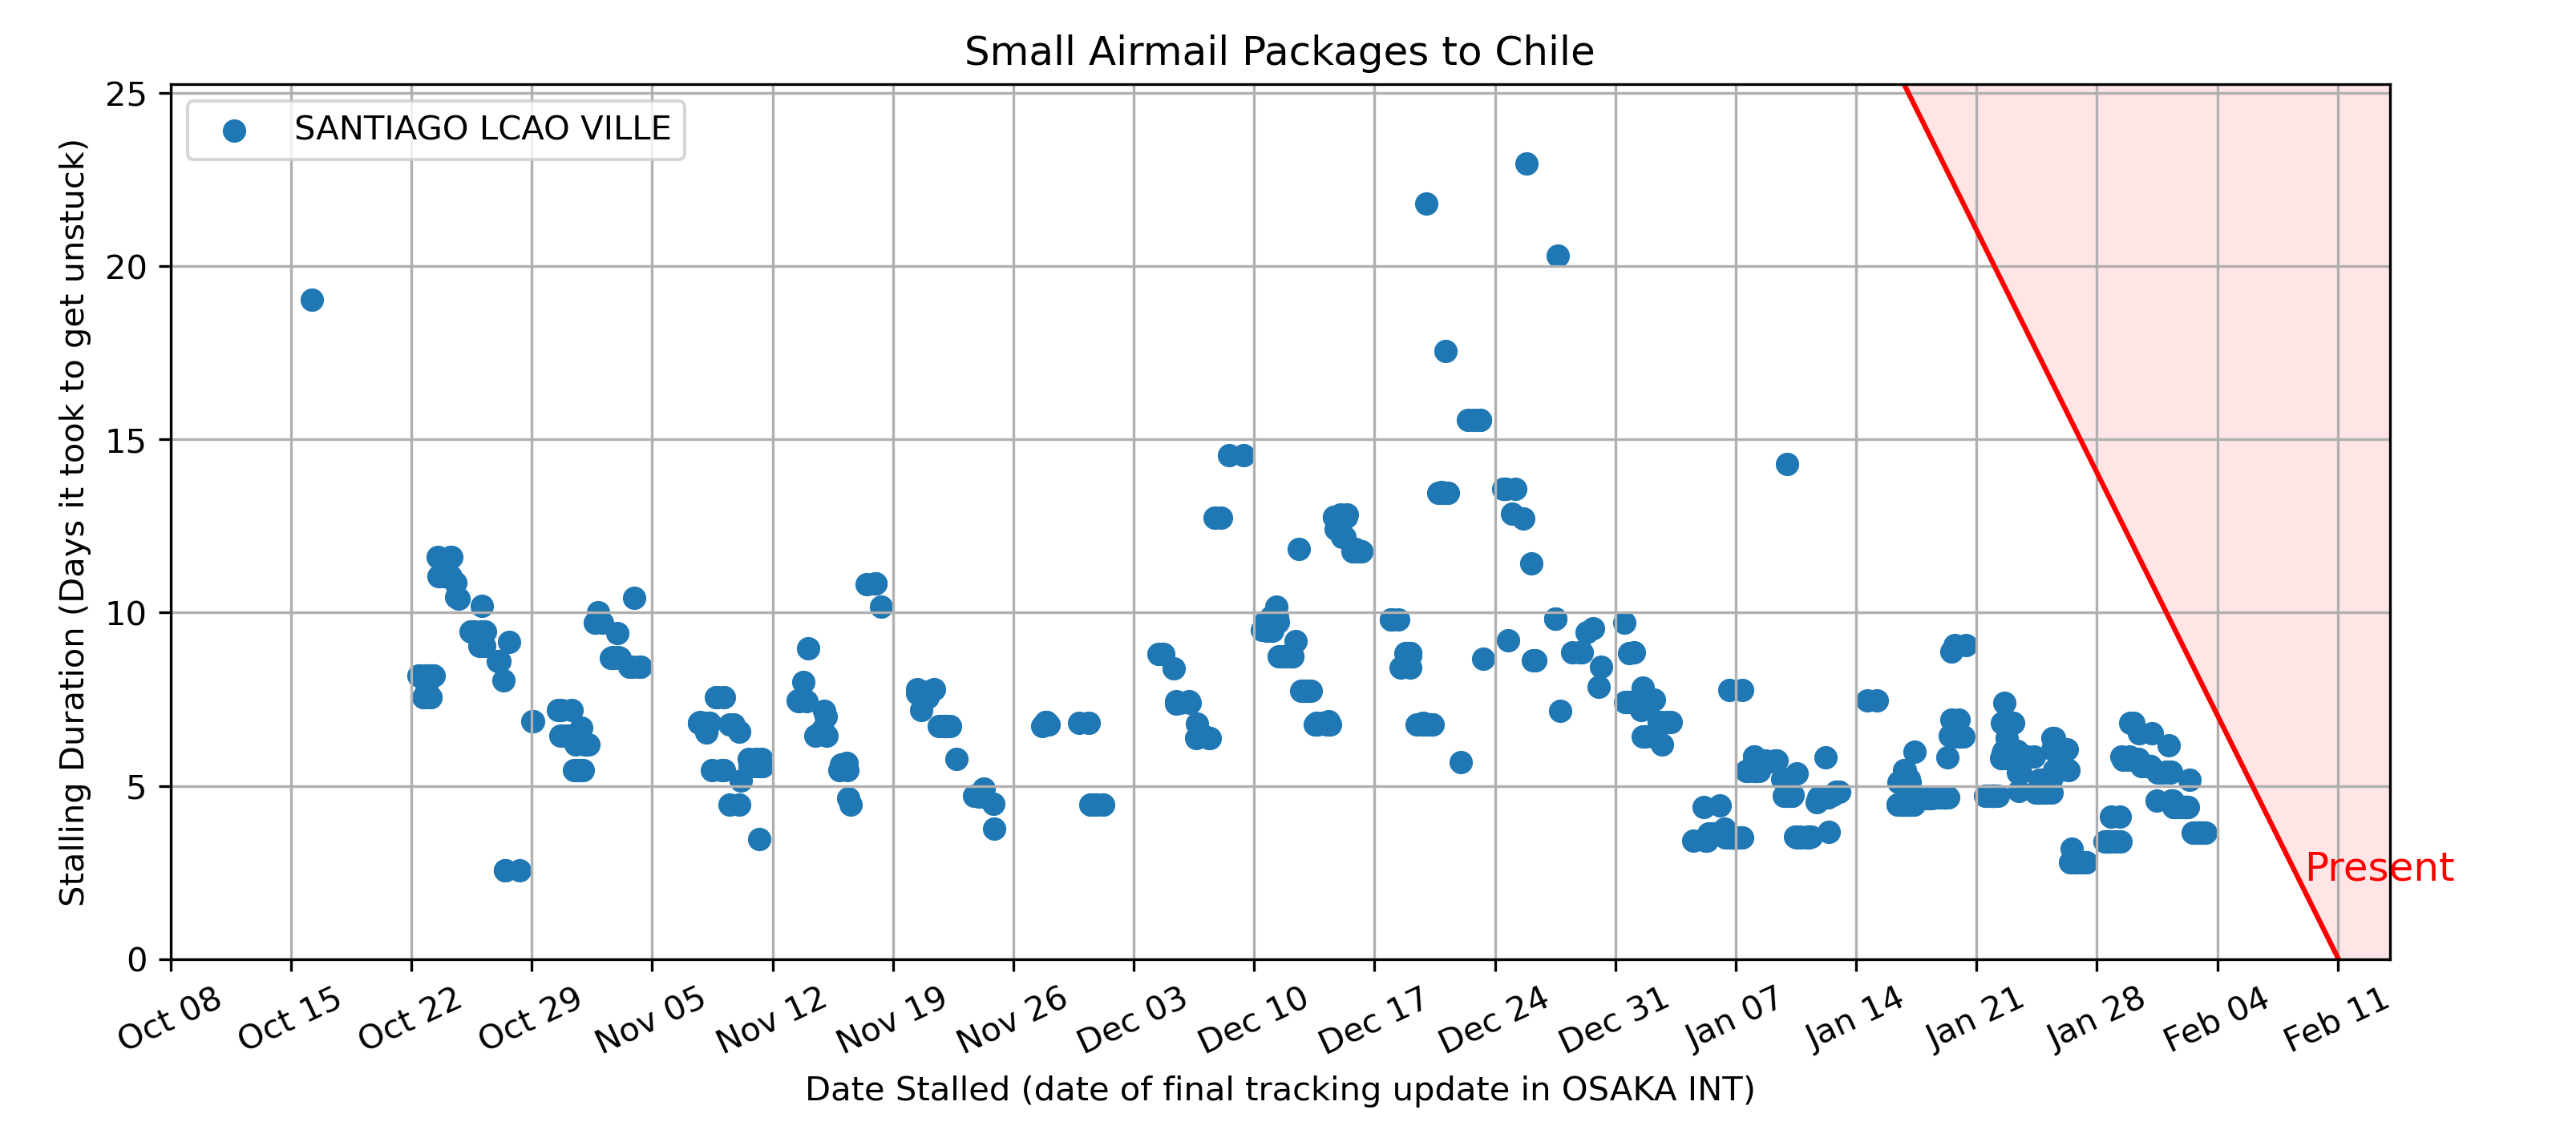 Small Airmail Packages to Chile
SANTIAGO LCAO VILLE
Stalling Duration (Days it took to get unstuck)
25
20
15
10
5
0
Present
Oct 08
Oct 15
Oct 22
Oct 29
Nov 05
Nov 12
Nov 19
Nov 26
Dec 03
Dec 10
Dec 17
Dec 24
Dec 31
Jan 07
Jan 14
Jan 21
Jan 28
Feb 04
Feb 11
Date Stalled (date of final tracking update in OSAKA INT)